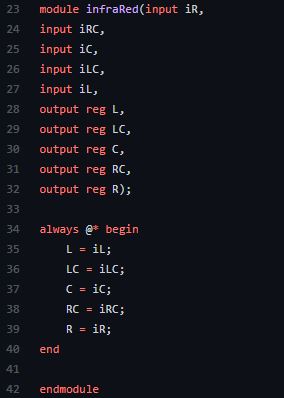 23 module infraRed(input iR,
24 input iRC,
25 input iC,
26 input iLC,
27 input iL,
28 output reg L,
29 output reg LC,
30 output reg C,
31 output reg RC,
32 output reg R);
33
34 always @* begin
35     L = iL;
36     LC = iLC;
37     C = iC;
38     RC = iRC;
39     R = iR;
40 end
41
42 endmodule